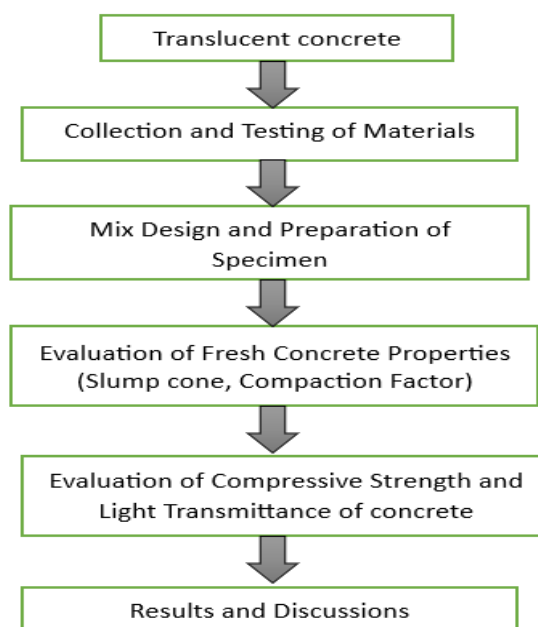 Translucent concrete
Collection and Testing of Materials
Mix Design and Preparation of
Specimen
Evaluation of Fresh Concrete Properties
(Slump cone, Compaction Factor)
Evaluation of Compressive Strength and
Light Transmittance of concrete
Results and Discussions